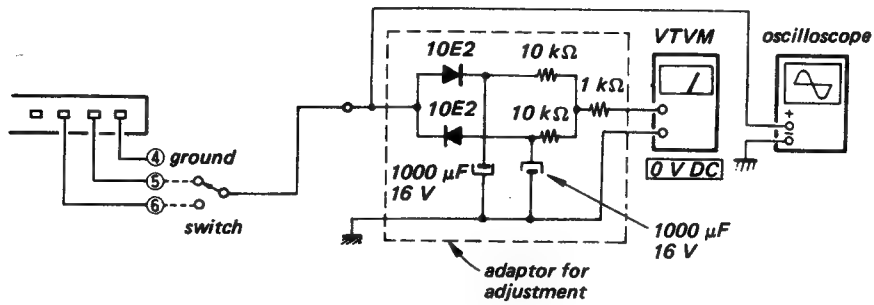 VTVM
oscilloscope
10E2
10 kΩ
1 kΩ
10E2
10 kΩ
+
−
④ ground
⑤
⑥
switch
1000 μF
16 V
0 V DC
1000 μF
16 V
adaptor for
adjustment